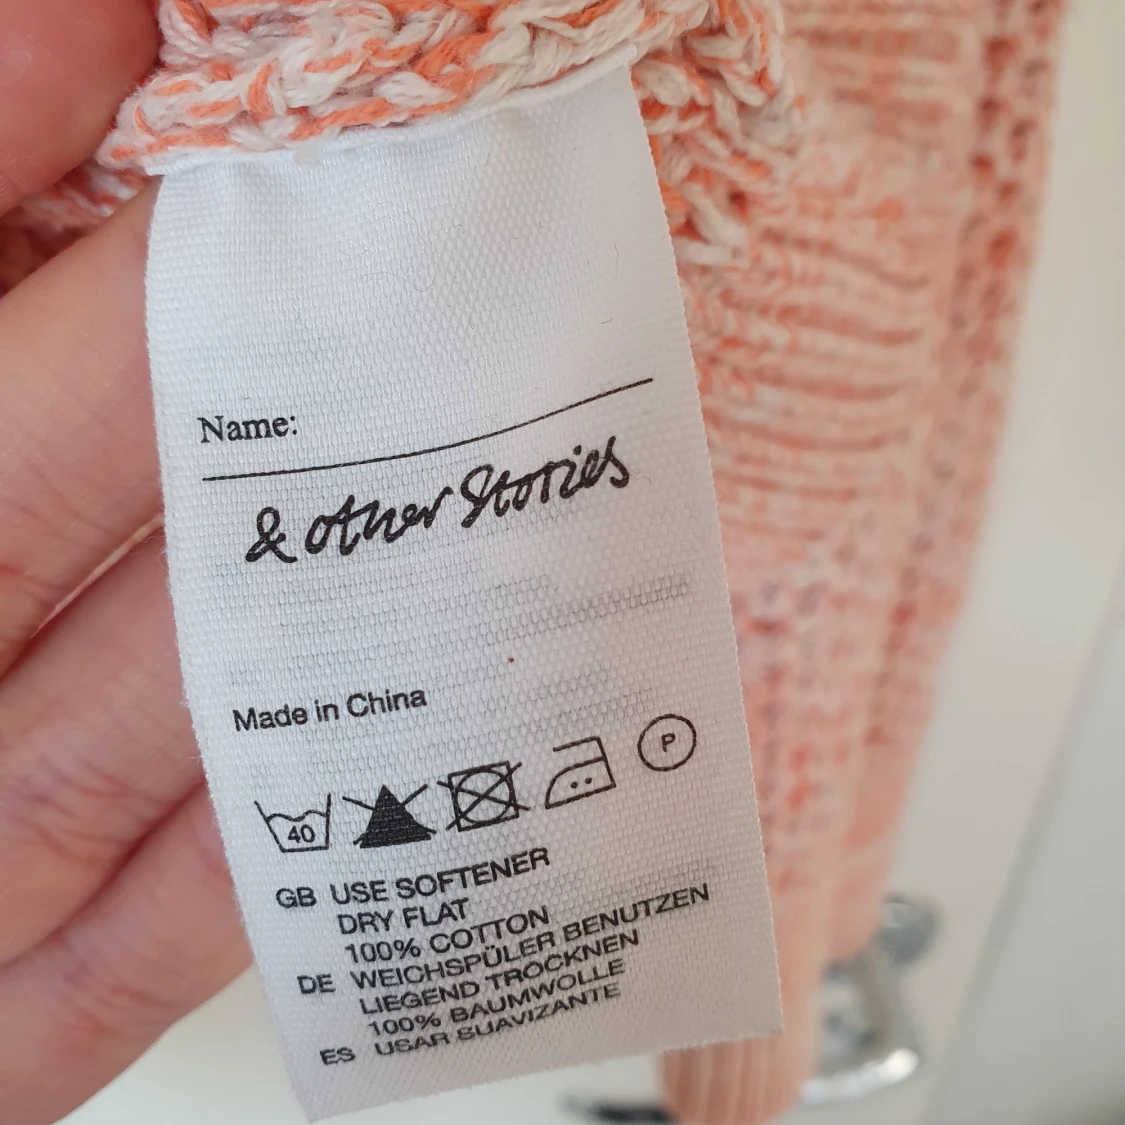 Name:
& other Stories
Made in China
40
P
GB USE SOFTENER
DRY FLAT
100% COTTON
DE WEICHSPÜLER BENUTZEN
LIEGEND TROCKNEN
100% BAUMWOLLE
ES USAR SUAVIZANTE